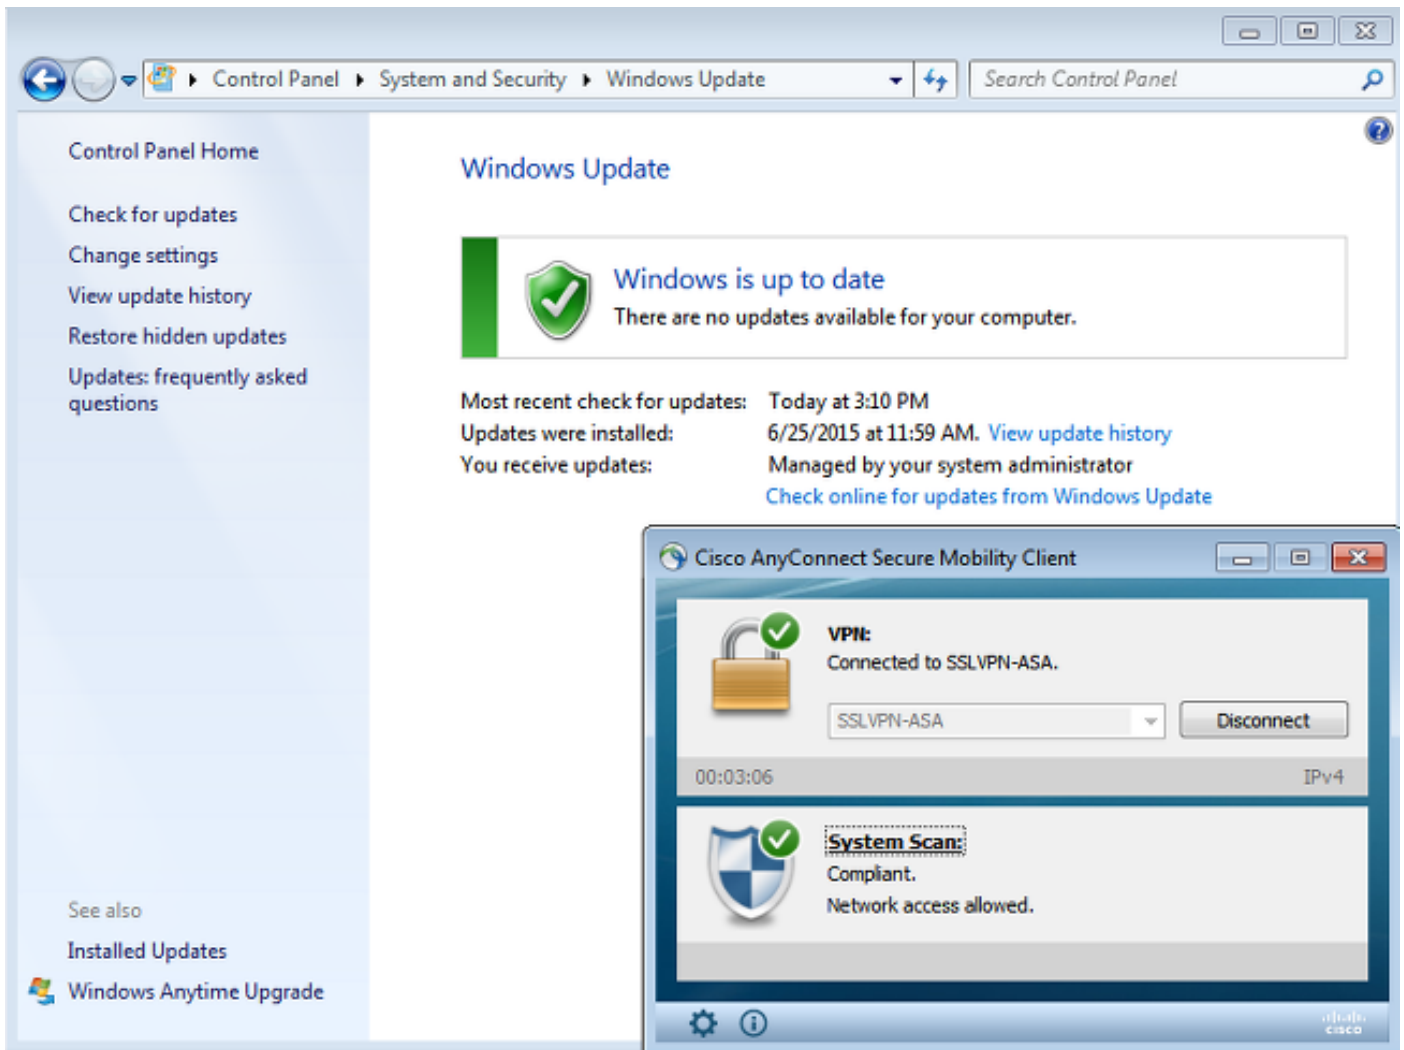 Control Panel
System and Security
Windows Update
Search Control Panel
Control Panel Home
Check for updates
Change settings
View update history
Restore hidden updates
Updates: frequently asked
questions
See also
Installed Updates
Windows Anytime Upgrade
Windows Update
Windows is up to date
There are no updates available for your computer.
Most recent check for updates: Today at 3:10 PM
Updates were installed: 6/25/2015 at 11:59 AM. View update history
You receive updates: Managed by your system administrator
Check online for updates from Windows Update
Cisco AnyConnect Secure Mobility Client
VPN:
Connected to SSLVPN-ASA.
SSLVPN-ASA
Disconnect
00:03:06
IPv4
System Scan:
Compliant.
Network access allowed.
CISCO